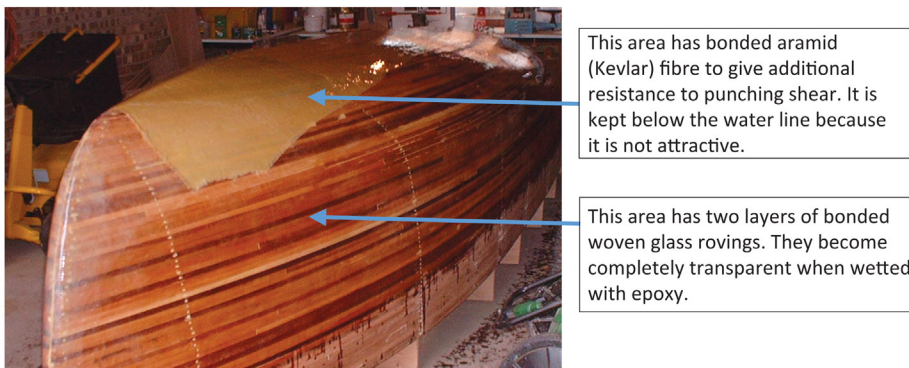 This area has bonded aramid
(Kevlar) fibre to give additional
resistance to punching shear. It is
kept below the water line because
it is not attractive.
This area has two layers of bonded
woven glass rovings. They become
completely transparent when wetted
with epoxy.